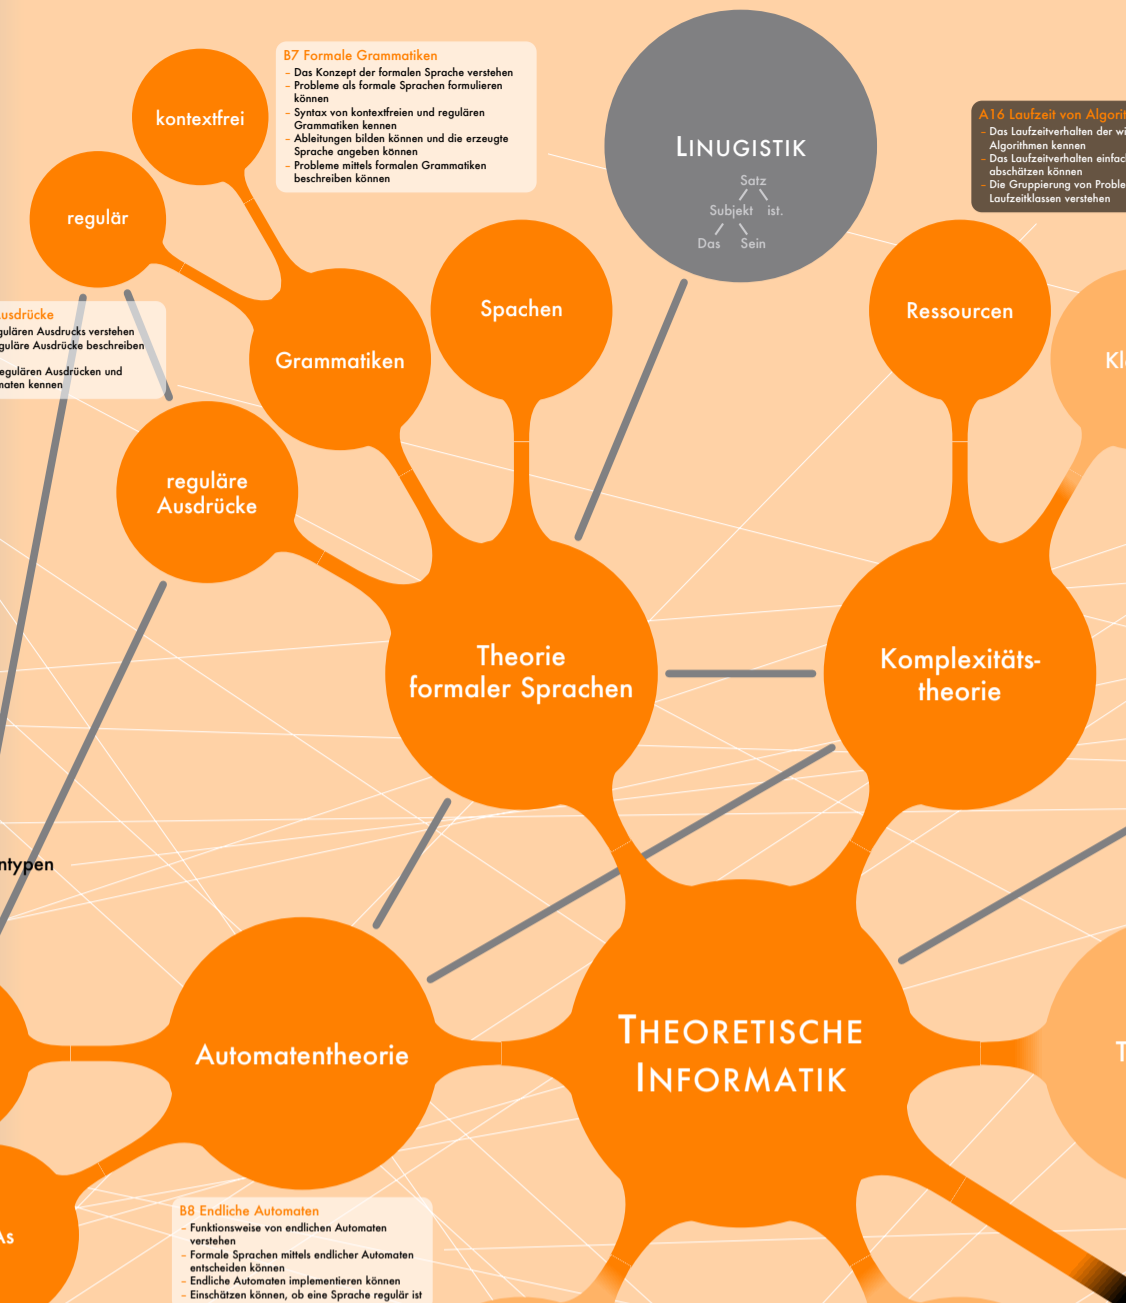 kontextfrei
B7 Formale Grammatiken
– Das Konzept der formalen Sprache verstehen
– Probleme als formale Sprachen formulieren
können
– Syntax von kontextfreien und regulären
Grammatiken kennen
– Ableitungen bilden können und die erzeugte
Sprache angeben können
– Probleme mittels formalen Grammatiken
beschreiben können
LINUGISTIK
Satz
Subjekt ist.
Das Sein
A16 Laufzeit von Algorit
– Das Laufzeitverhalten der wi
Algorithmen kennen
– Das Laufzeitverhalten einfach
abschätzen können
– Die Gruppierung von Proble
Laufzeitklassen verstehen
regulär
usdrücke
gulären Ausdrucks verstehen
guläre Ausdrücke beschreiben
egulären Ausdrücken und
maten kennen
Grammatiken
Spachen
Ressourcen
Kl
reguläre
Ausdrücke
Theorie
formaler Sprachen
Komplexitäts-
theorie
ntypen
Automatentheorie
THEORETISCHE
INFORMATIK
T
As
B8 Endliche Automaten
– Funktionsweise von endlichen Automaten
verstehen
– Formale Sprachen mittels endlicher Automaten
entscheiden können
– Endliche Automaten implementieren können
– Einschätzen können, ob eine Sprache regulär ist